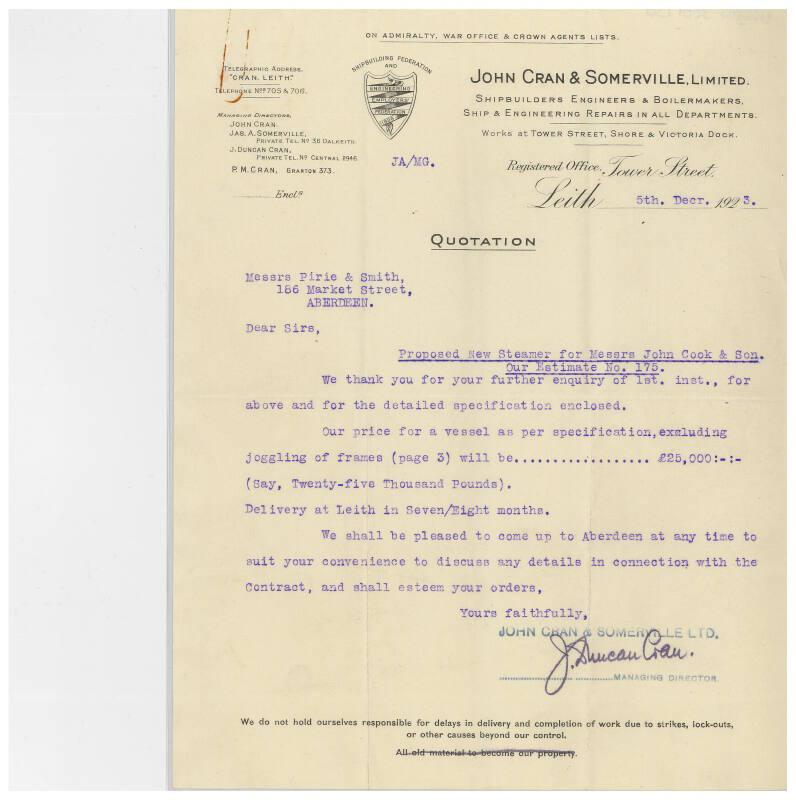 ON ADMIRALTY, WAR OFFICE & CROWN AGENTS LISTS.
TELEGRAPHIC ADDRESS.
"CRAN, LEITH."
TELEPHONE Nos 705 & 706.
MANAGING DIRECTORS,
JOHN CRAN.
JAS. A. SOMERVILLE,
PRIVATE TEL. No 36 DALKEITH.
J. DUNCAN CRAN,
PRIVATE TEL. No CENTRAL 2946
P. M. CRAN, GRANTON 373.
Encls
SHIPBUILDING FEDERATION
AND
ENGINEERING
EMPLOYERS'
FEDERATION
JA/MG.
JOHN CRAN & SOMERVILLE, LIMITED.
SHIPBUILDERS ENGINEERS & BOILERMAKERS,
SHIP & ENGINEERING REPAIRS IN ALL DEPARTMENTS.
Works at TOWER STREET, SHORE & VICTORIA DOCK.
Registered Office, Tower Street.
Leith 5th. Decr. 1923.
QUOTATION
Messrs Pirie & Smith,
186 Market Street,
ABERDEEN.
Dear Sirs,
Proposed New Steamer for Messrs John Cook & Son.
Our Estimate No. 175.
We thank you for your further enquiry of 1st. inst., for
above and for the detailed specification enclosed.
Our price for a vessel as per specification, excluding
joggling of frames (page 3) will be.................. £25,000:-:-
(Say, Twenty-five Thousand Pounds).
Delivery at Leith in Seven/Eight months.
We shall be pleased to come up to Aberdeen at any time to
suit your convenience to discuss any details in connection with the
Contract, and shall esteem your orders,
Yours faithfully,
JOHN CRAN & SOMERVILLE LTD.
J. Duncan Cran.
MANAGING DIRECTOR.
We do not hold ourselves responsible for delays in delivery and completion of work due to strikes, lock-outs,
or other causes beyond our control.
All old material to become our property.